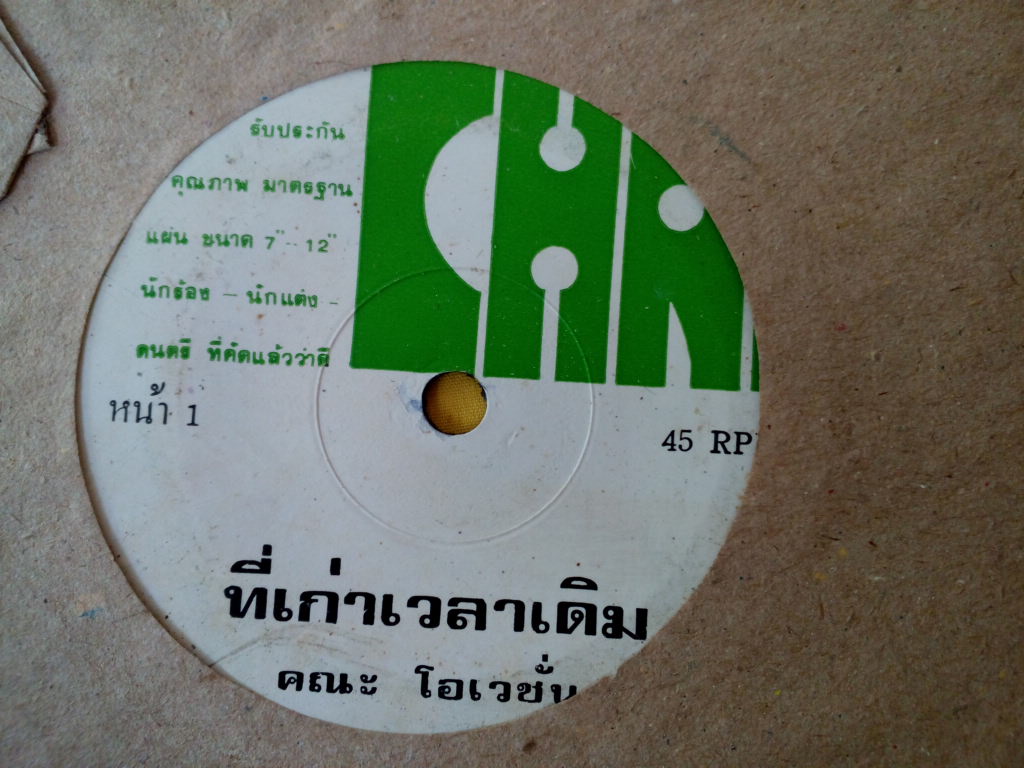 รับประกัน
คุณภาพ มาตรฐาน
แผ่น ขนาด 7" - 12"
นักร้อง - นักแต่ง -
ดนตรี ที่คัดแล้วว่าดี
หน้า 1
45 RP
ที่เก่าเวลาเดิม
คณะ โอเวชั่น